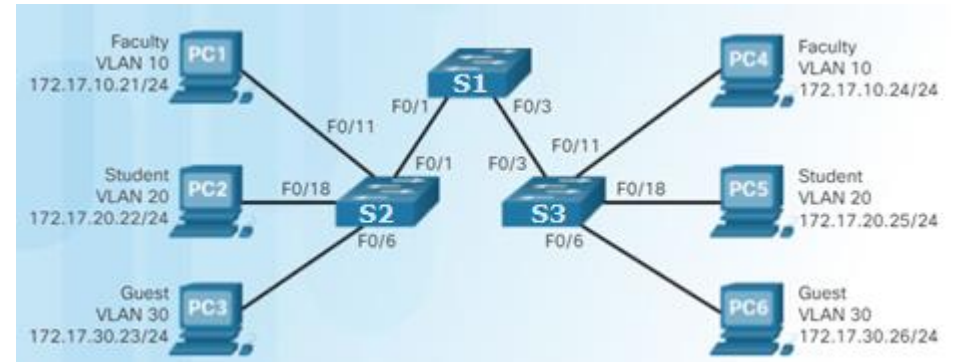 Faculty
VLAN 10
172.17.10.21/24
PC1
S1
PC4
Faculty
VLAN 10
172.17.10.24/24
F0/1
F0/3
F0/11
F0/11
F0/1
F0/3
Student
VLAN 20
172.17.20.22/24
PC2
F0/18
S2
S3
F0/18
PC5
Student
VLAN 20
172.17.20.25/24
F0/6
F0/6
Guest
VLAN 30
172.17.30.23/24
PC3
PC6
Guest
VLAN 30
172.17.30.26/24